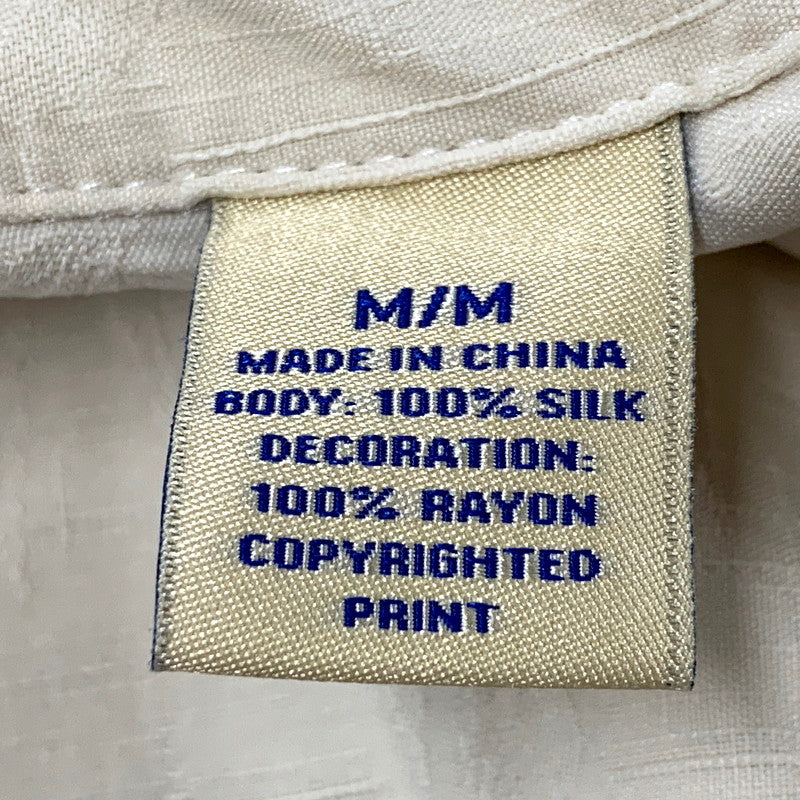 M/M
MADE IN CHINA
BODY: 100% SILK
DECORATION:
100% RAYON
COPYRIGHTED
PRINT